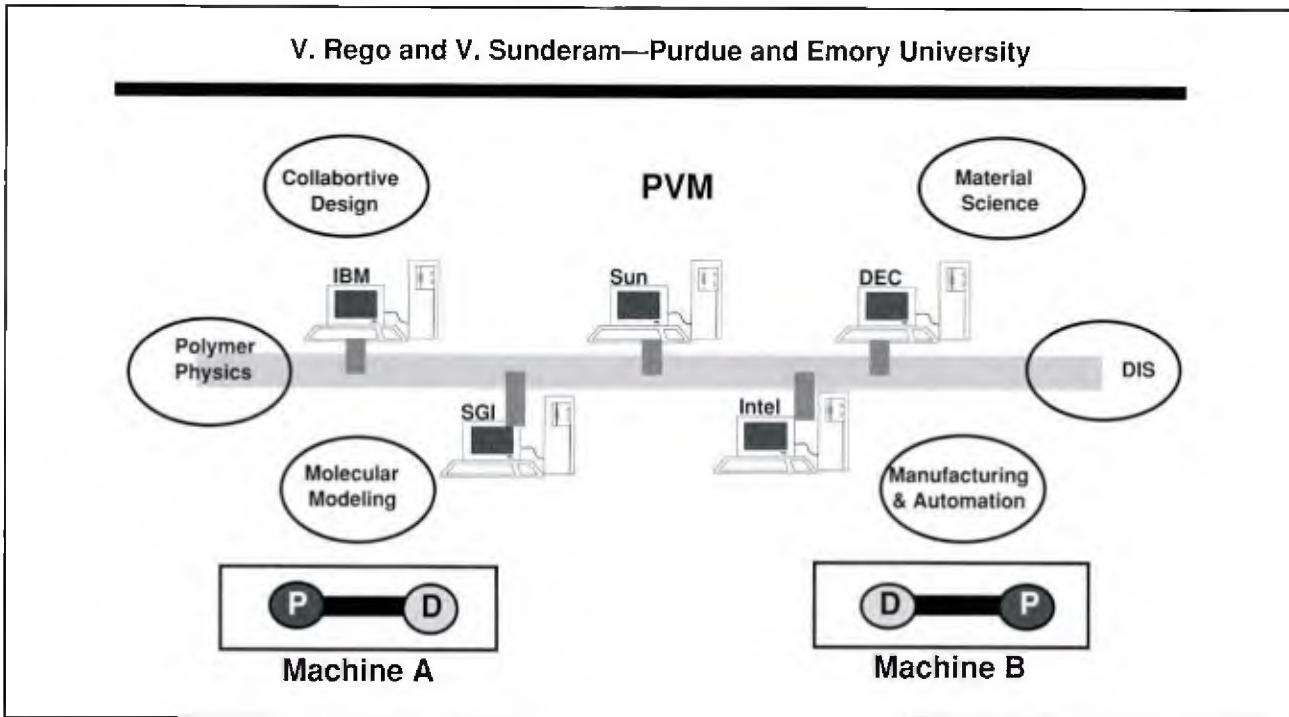 V. Rego and V. Sunderam—Purdue and Emory University
Collabortive
Design
PVM
Material
Science
IBM
Sun
DEC
Polymer
Physics
DIS
SGI
Intel
Molecular
Modeling
Manufacturing
& Automation
P
D
D
P
Machine A
Machine B